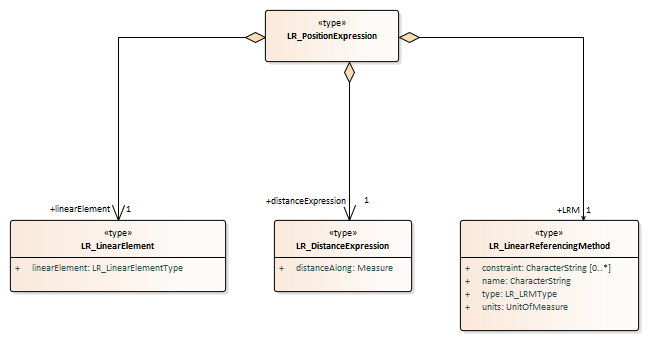 «type»
LR_PositionExpression
+linearElement 1
+distanceExpression 1
+LRM 1
«type»
LR_LinearElement
+ linearElement: LR_LinearElementType
«type»
LR_DistanceExpression
+ distanceAlong: Measure
«type»
LR_LinearReferencingMethod
+ constraint: CharacterString [0..*]
+ name: CharacterString
+ type: LR_LRMType
+ units: UnitOfMeasure